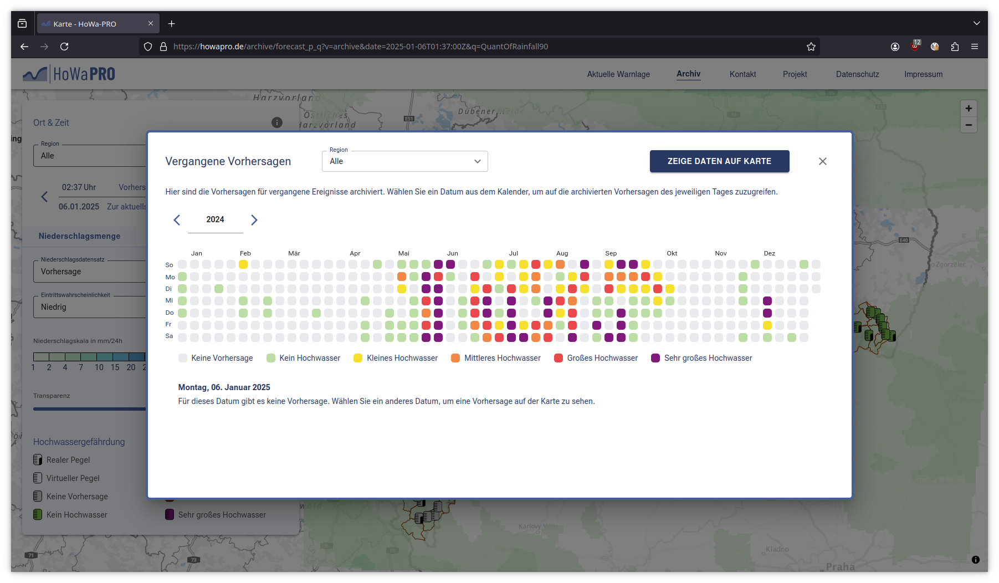 Karte - HoWa-PRO
https://howapro.de/archive/forecast_p_q?v=archive&date=2025-01-06T01:37:00Z&q=QuantOfRainfall90
12
HoWaPRO
Aktuelle Warnlage
Archiv
Kontakt
Projekt
Datenschutz
Impressum
Harzvorland
Östliches
Harzvorland
E51
Dübener Heide
Ort & Zeit
ing
Region
Alle
02:37 Uhr
Vorhers
06.01.2025
Zur aktuells
Niederschlagsmenge
Niederschlagsdatensatz
Vorhersage
Eintrittswahrscheinlichkeit
Niedrig
Niederschlagskala in mm/24h
1 2 4 7 10 15 20 2
Transparenz
Hochwassergefährdung
Realer Pegel
Virtueller Pegel
Keine Vorhersage
Kein Hochwasser
Sehr großes Hochwasser
Vergangene Vorhersagen
Region
Alle
ZEIGE DATEN AUF KARTE
Hier sind die Vorhersagen für vergangene Ereignisse archiviert. Wählen Sie ein Datum aus dem Kalender, um auf die archivierten Vorhersagen des jeweiligen Tages zuzugreifen.
2024
Jan Feb Mär Apr Mai Jun Jul Aug Sep Okt Nov Dez
So
Mo
Di
Mi
Do
Fr
Sa
Keine Vorhersage
Kein Hochwasser
Kleines Hochwasser
Mittleres Hochwasser
Großes Hochwasser
Sehr großes Hochwasser
Montag, 06. Januar 2025
Für dieses Datum gibt es keine Vorhersage. Wählen Sie ein anderes Datum, um eine Vorhersage auf der Karte zu sehen.
E40
Zgorzelec
wald
Karlovy
Kladno
Praha
71
73